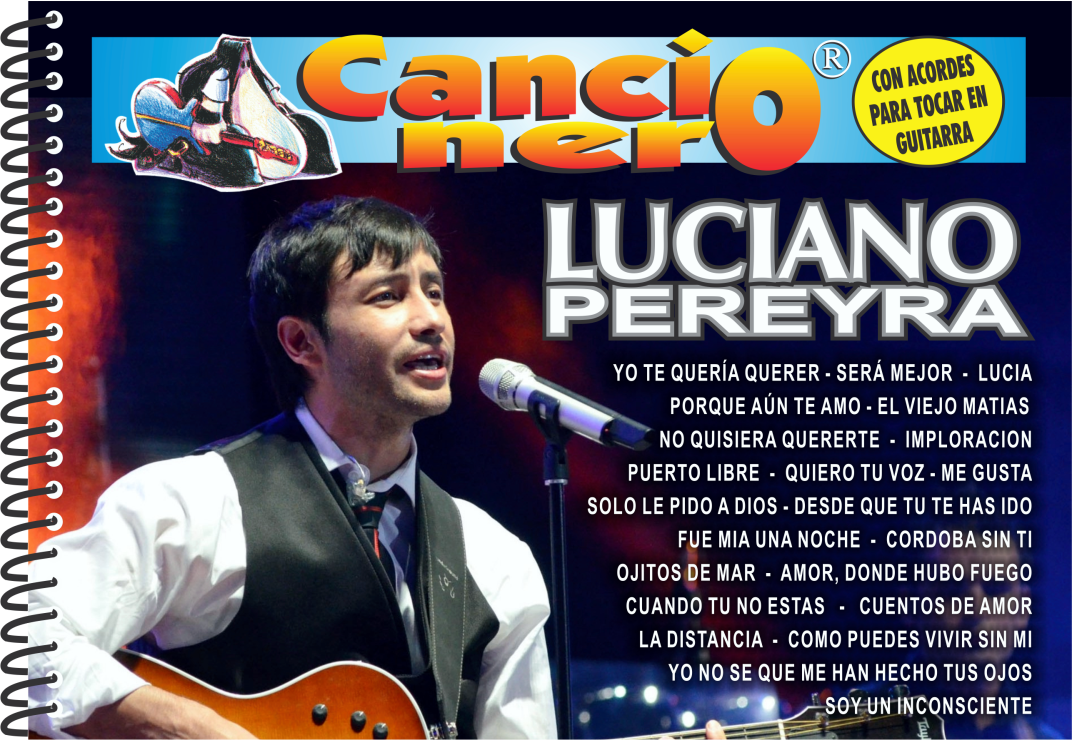 Cancio
nero
®
CON ACORDES
PARA TOCAR EN
GUITARRA
LUCIANO
PEREYRA
YO TE QUERÍA QUERER - SERÁ MEJOR - LUCIA
PORQUE AÚN TE AMO - EL VIEJO MATIAS
NO QUISIERA QUERERTE - IMPLORACION
PUERTO LIBRE - QUIERO TU VOZ - ME GUSTA
SOLO LE PIDO A DIOS - DESDE QUE TU TE HAS IDO
FUE MIA UNA NOCHE - CORDOBA SIN TI
OJITOS DE MAR - AMOR, DONDE HUBO FUEGO
CUANDO TU NO ESTAS - CUENTOS DE AMOR
LA DISTANCIA - COMO PUEDES VIVIR SIN MI
YO NO SE QUE ME HAN HECHO TUS OJOS
SOY UN INCONSCIENTE